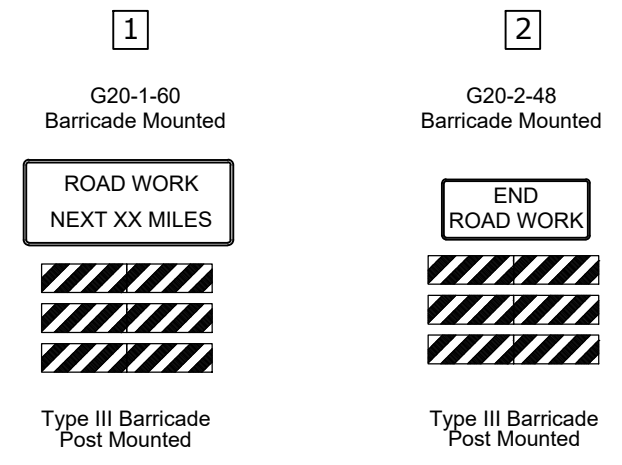 1
G20-1-60
Barricade Mounted
ROAD WORK
NEXT XX MILES
Type III Barricade
Post Mounted
2
G20-2-48
Barricade Mounted
END
ROAD WORK
Type III Barricade
Post Mounted